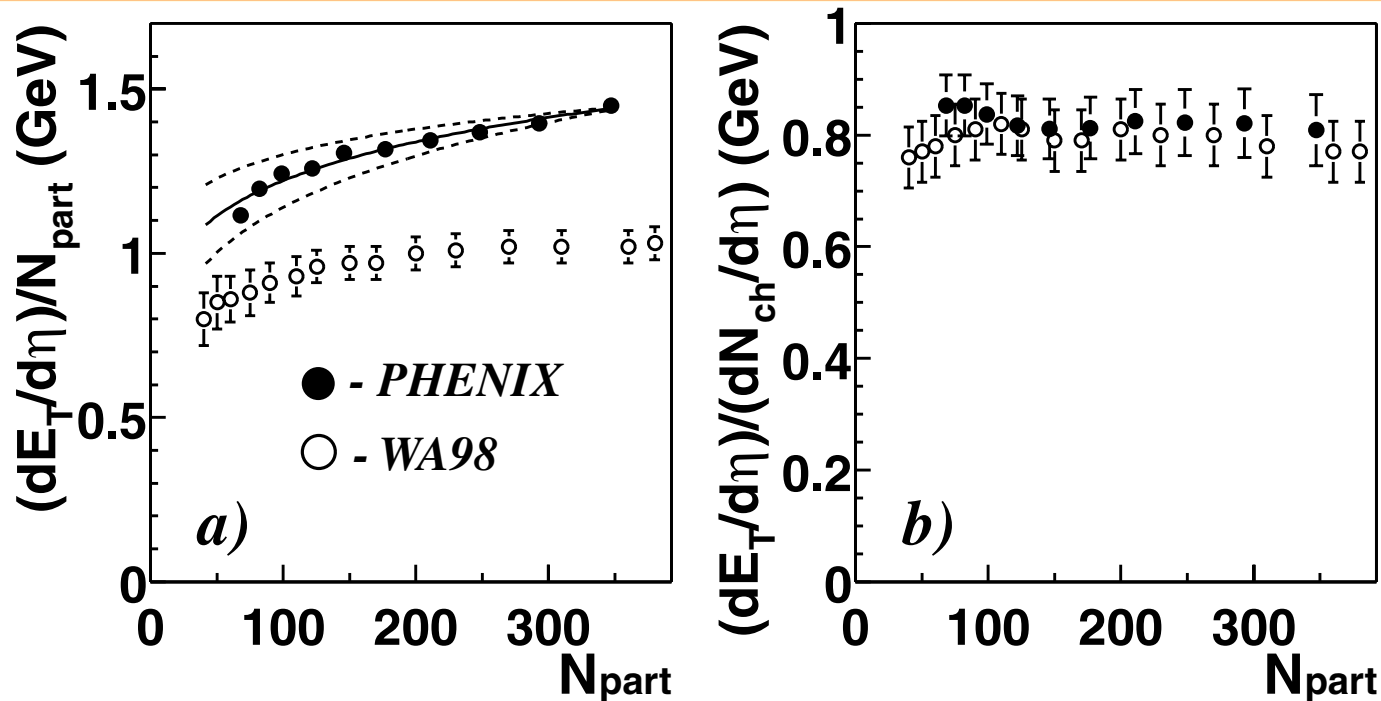 (dE_T/dη)/N_part (GeV)
1.5
1
0.5
0
0 100 200 300
N_part
● - PHENIX
○ - WA98
a)
(dE_T/dη)/(dN_ch/dη) (GeV)
1
0.8
0.6
0.4
0.2
0
0 100 200 300
N_part
b)